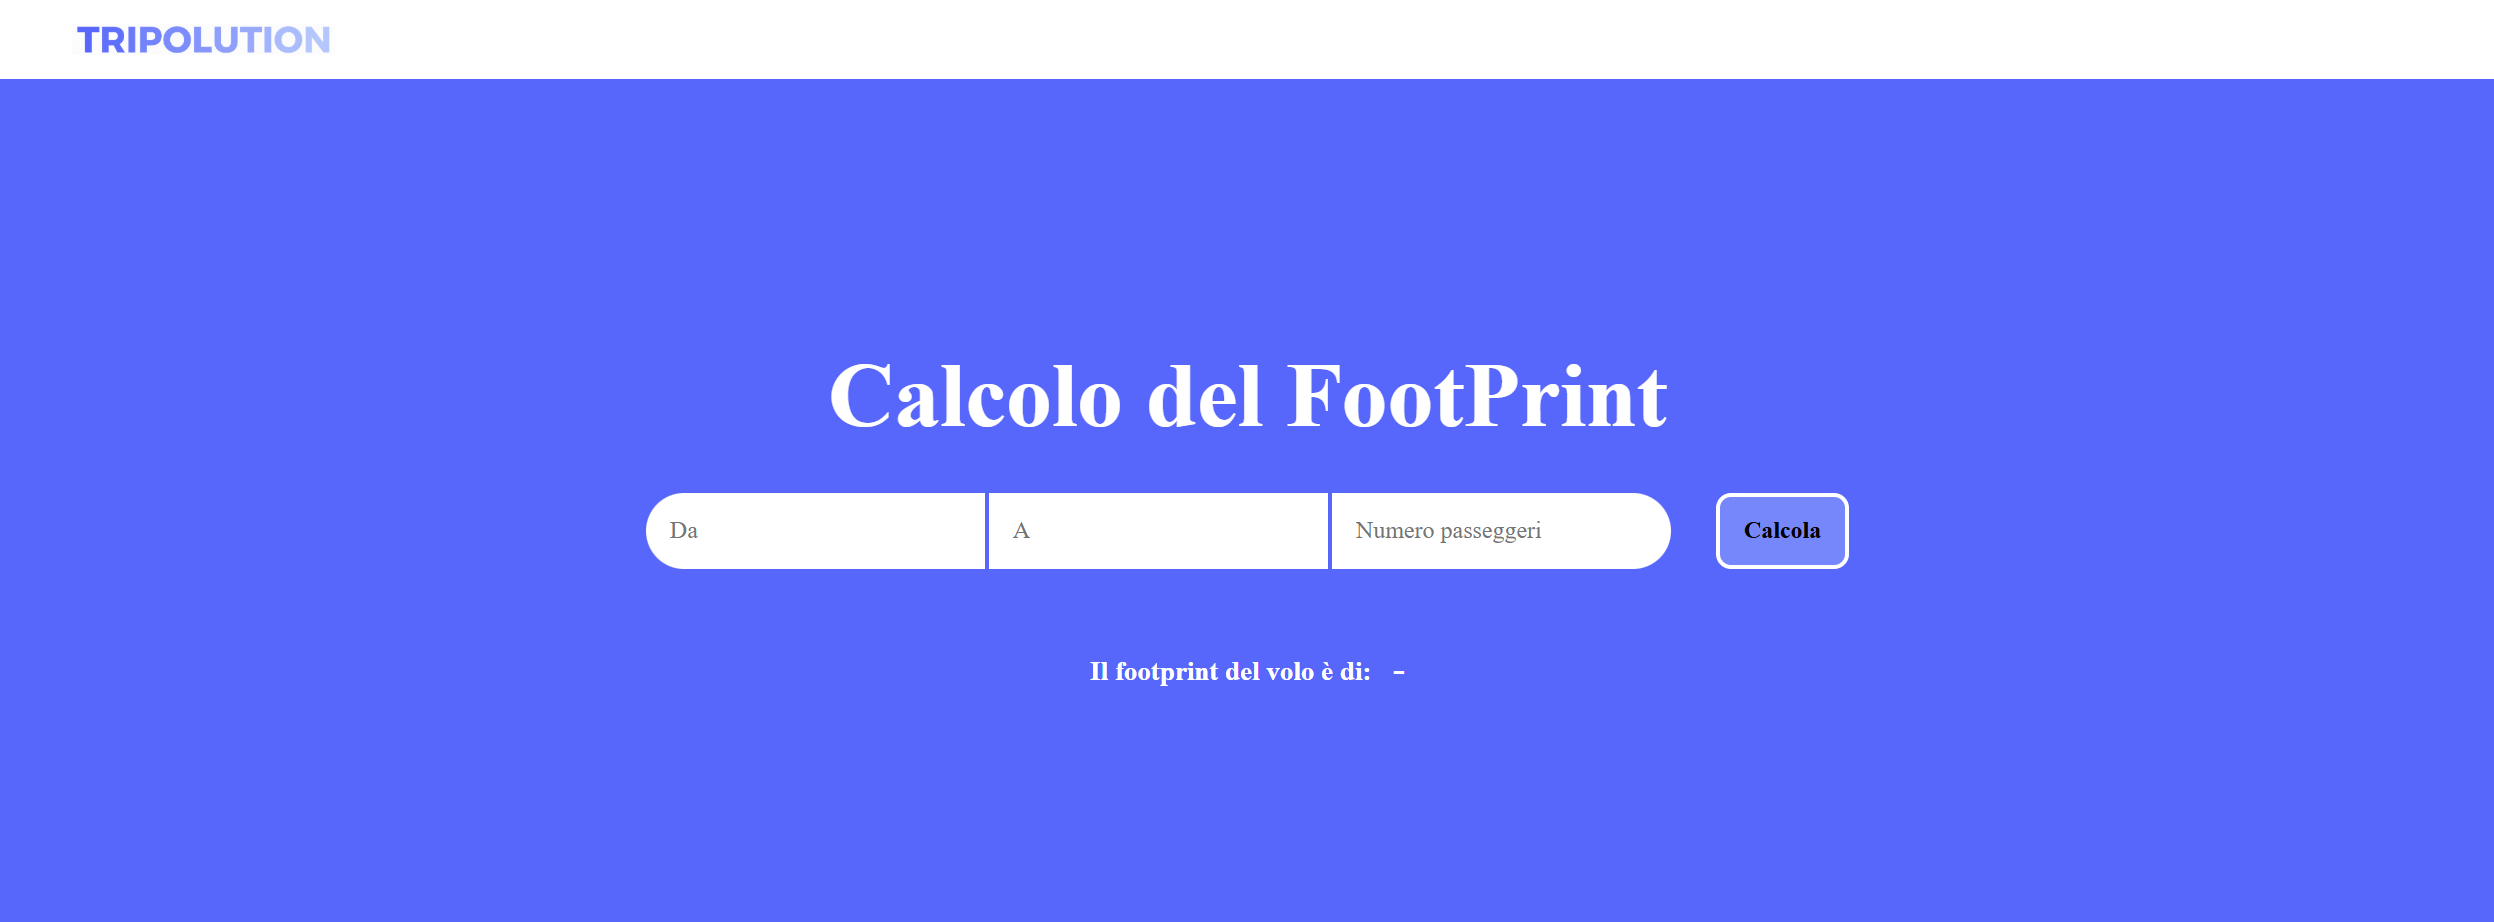 TRIPOLUTION
Calcolo del FootPrint
Da
A
Numero passeggeri
Calcola
Il footprint del volo è di: -